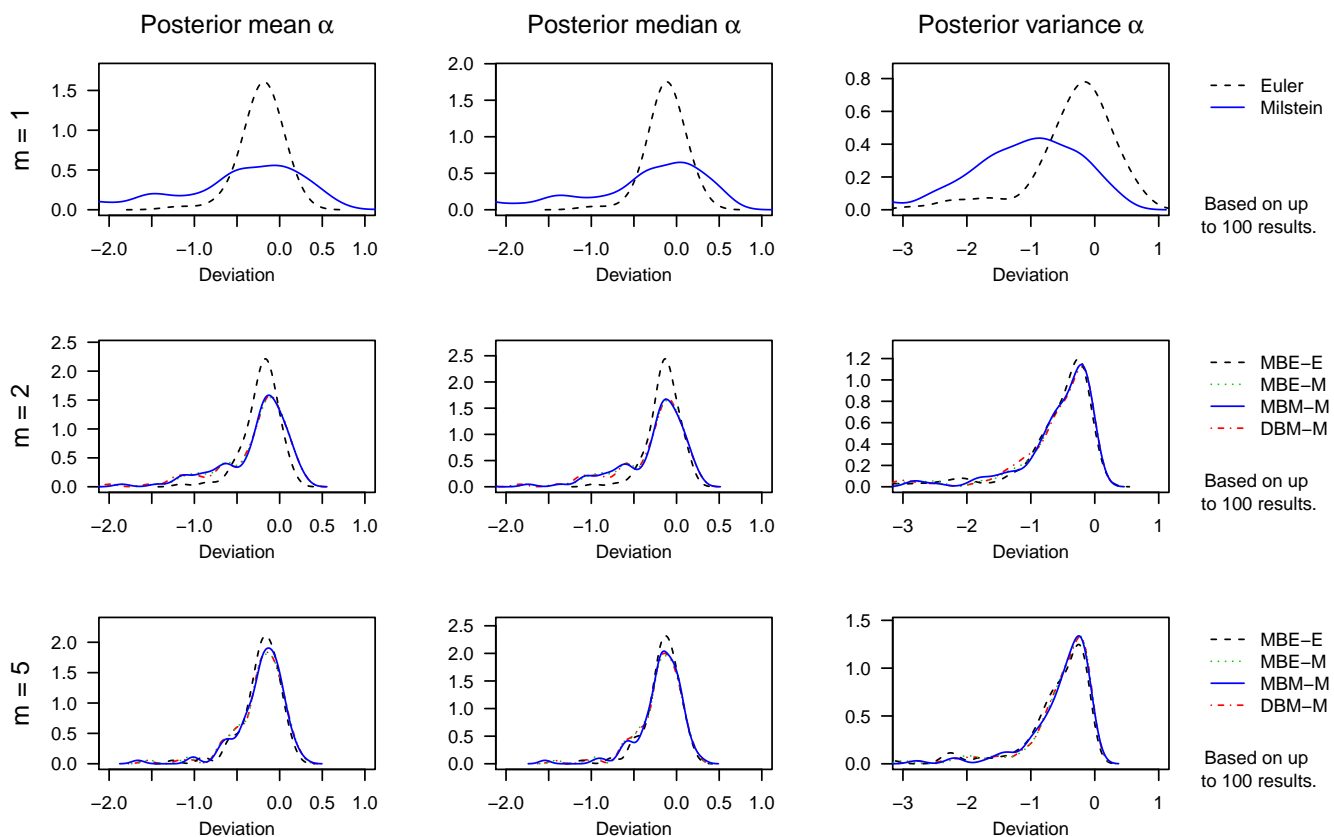 Posterior mean α
Posterior median α
Posterior variance α
m = 1
0.0
0.5
1.0
1.5
−2.0 −1.0 0.0 0.5 1.0
Deviation
0.0
0.5
1.0
1.5
2.0
−2.0 −1.0 0.0 0.5 1.0
Deviation
0.0
0.2
0.4
0.6
0.8
−3 −2 −1 0 1
Deviation
Euler
Milstein
Based on up
to 100 results.
m = 2
0.0
0.5
1.0
1.5
2.0
2.5
−2.0 −1.0 0.0 0.5 1.0
Deviation
0.0
0.5
1.0
1.5
2.0
2.5
−2.0 −1.0 0.0 0.5 1.0
Deviation
0.0
0.2
0.4
0.6
0.8
1.0
1.2
−3 −2 −1 0 1
Deviation
MBE−E
MBE−M
MBM−M
DBM−M
Based on up
to 100 results.
m = 5
0.0
0.5
1.0
1.5
2.0
−2.0 −1.0 0.0 0.5 1.0
Deviation
0.0
0.5
1.0
1.5
2.0
2.5
−2.0 −1.0 0.0 0.5 1.0
Deviation
0.0
0.5
1.0
1.5
−3 −2 −1 0 1
Deviation
MBE−E
MBE−M
MBM−M
DBM−M
Based on up
to 100 results.